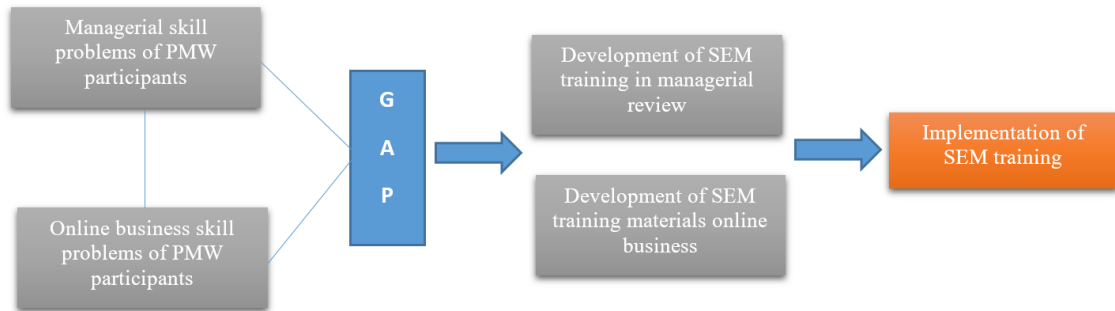 Managerial skill
problems of PMW
participants
Online business skill
problems of PMW
participants
G
A
P
Development of SEM
training in managerial
review
Development of SEM
training materials online
business
Implementation of
SEM training